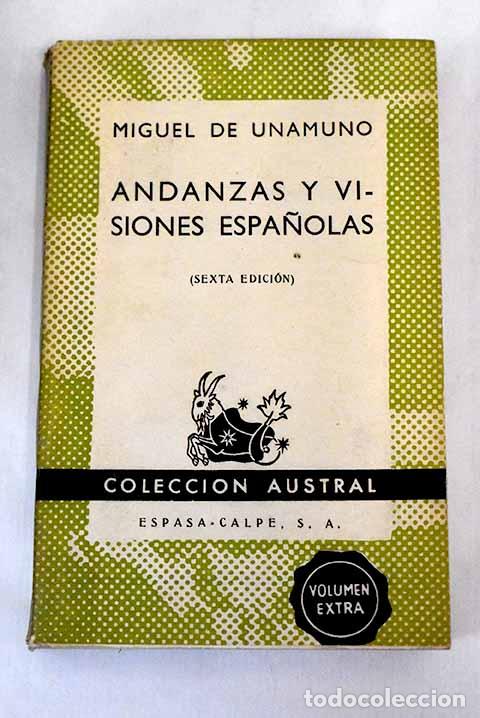 MIGUEL DE UNAMUNO
ANDANZAS Y VI-
SIONES ESPAÑOLAS
(SEXTA EDICIÓN)
COLECCION AUSTRAL
ESPASA-CALPE, S. A.
VOLUMEN
EXTRA
todocoleccion